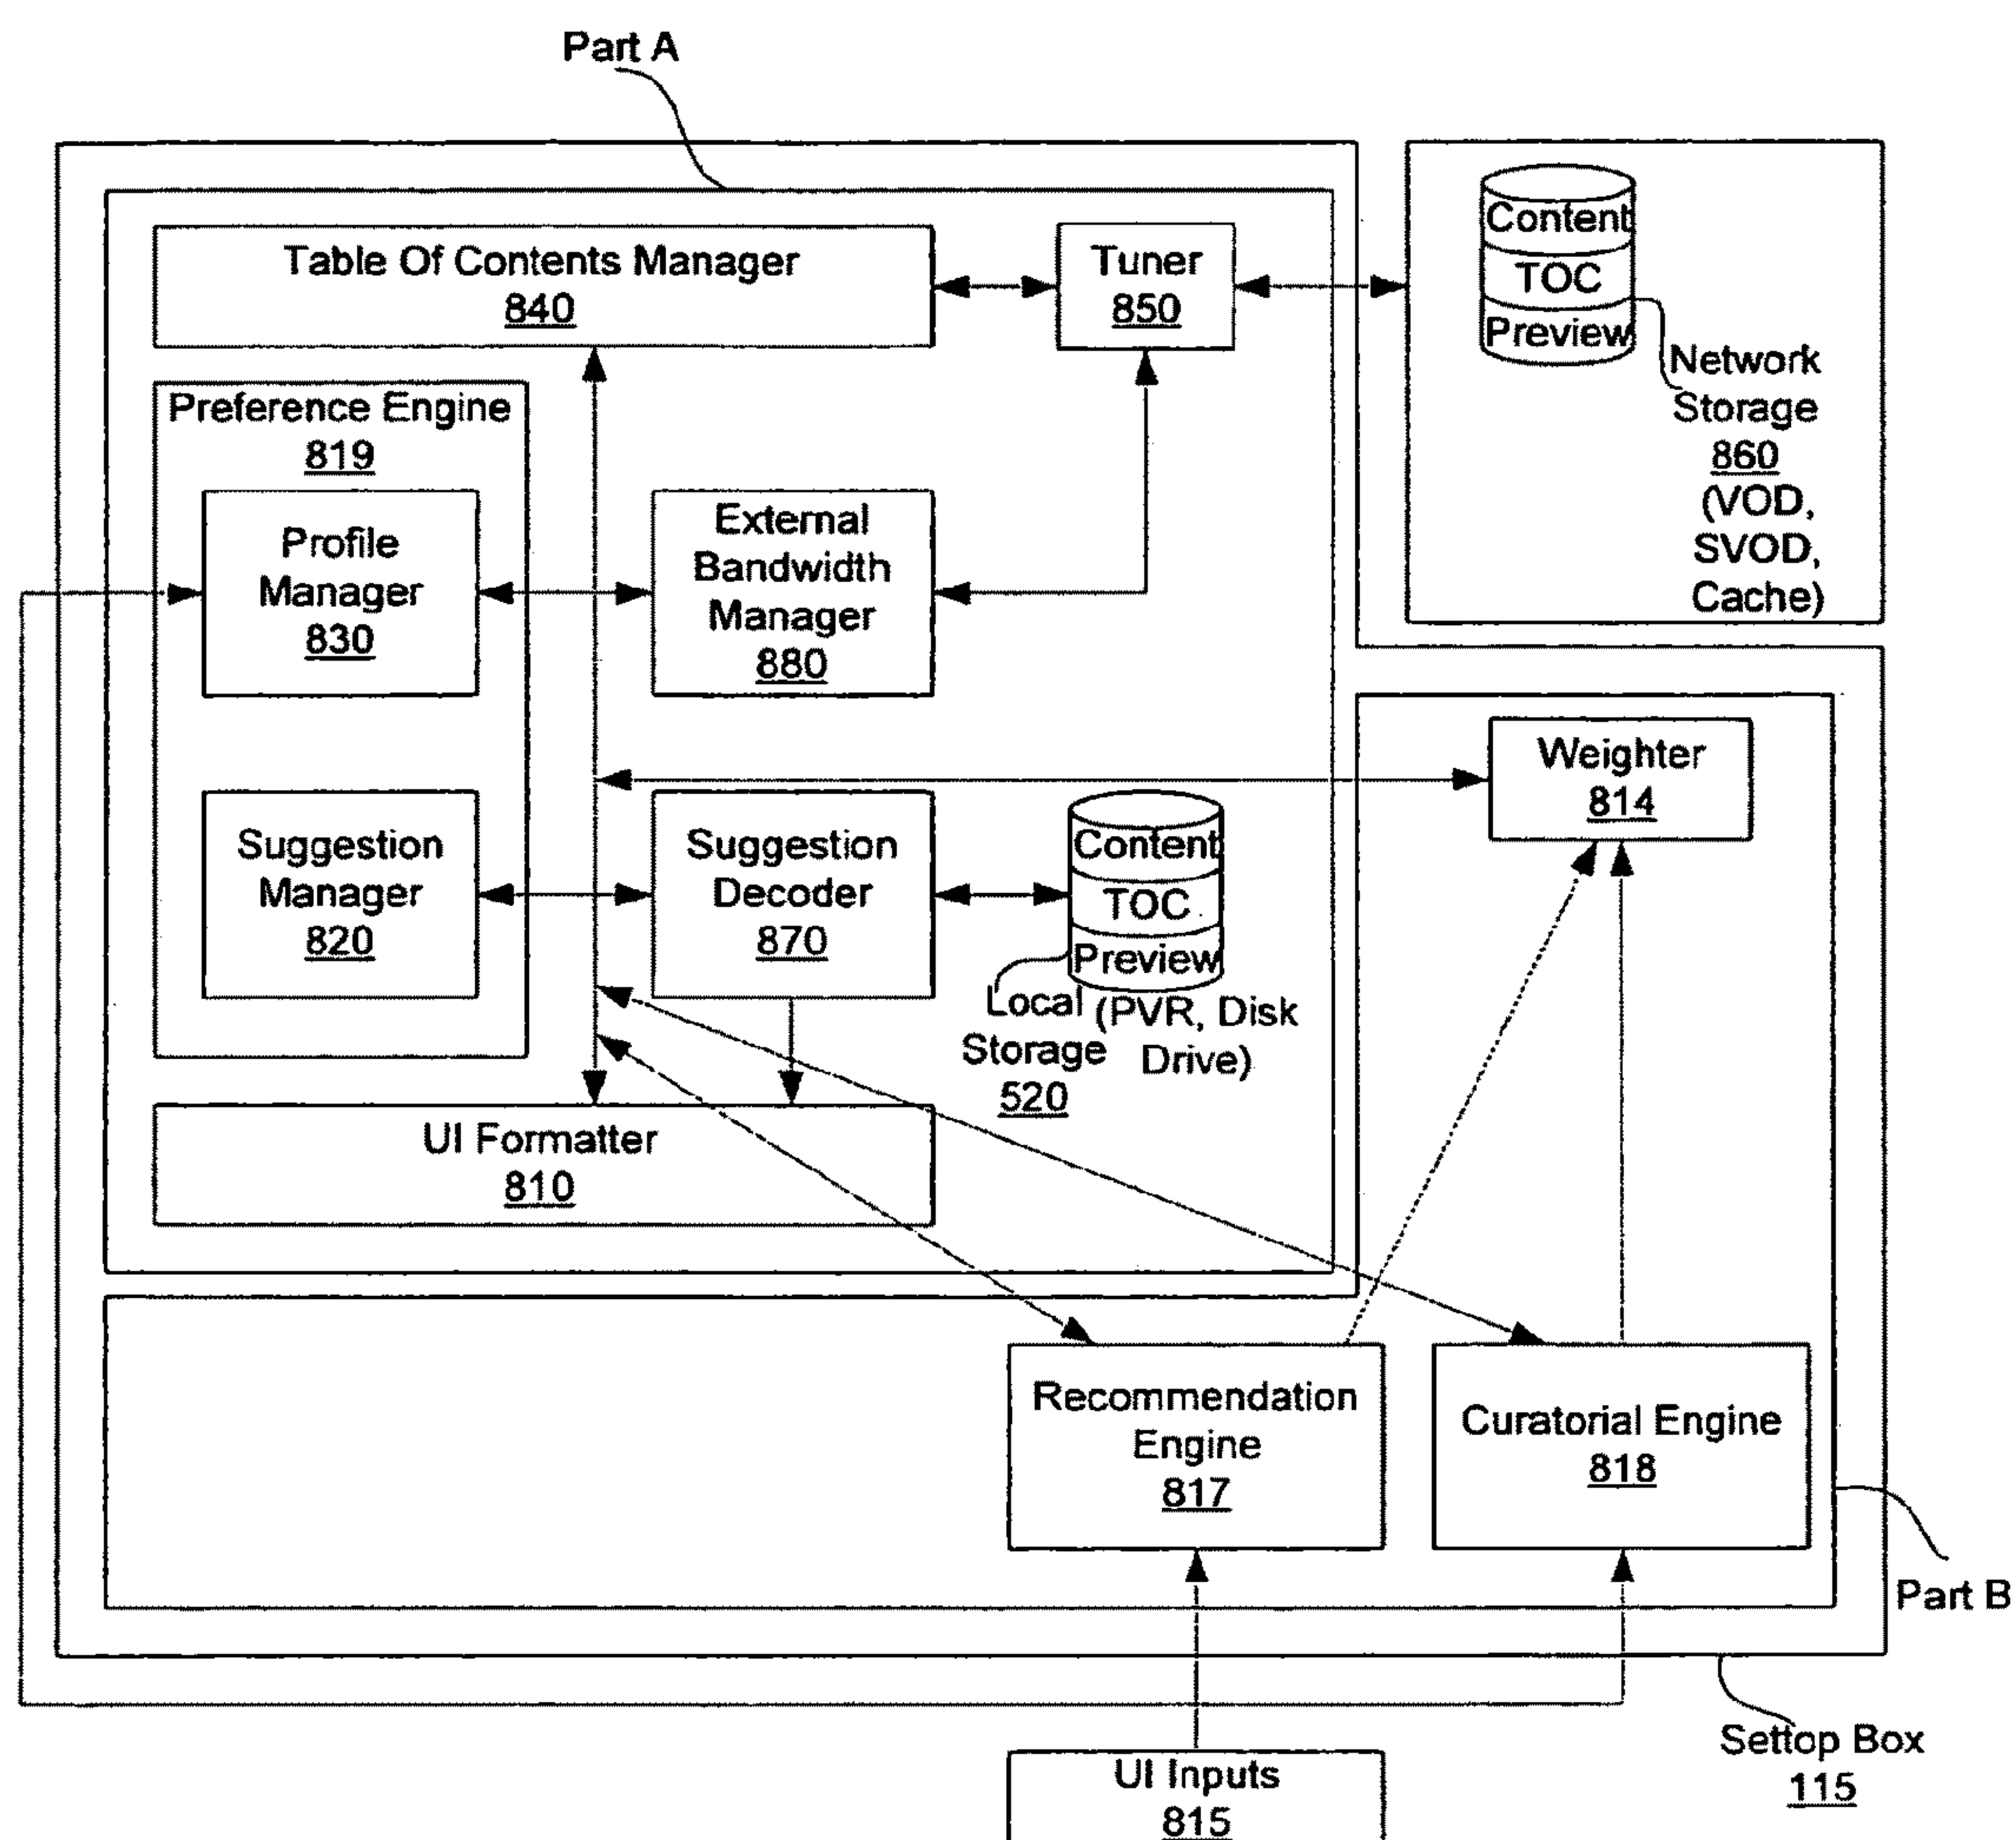 Part A
Table Of Contents Manager
840
Tuner
850
Content
TOC
Preview
Network
Storage
860
(VOD,
SVOD,
Cache)
Preference Engine
819
Profile
Manager
830
External
Bandwidth
Manager
880
Weighter
814
Suggestion
Manager
820
Suggestion
Decoder
870
Content
TOC
Preview
Local
Storage
520
(PVR, Disk
Drive)
UI Formatter
810
Recommendation
Engine
817
Curatorial Engine
818
Part B
Settop Box
115
UI Inputs
815